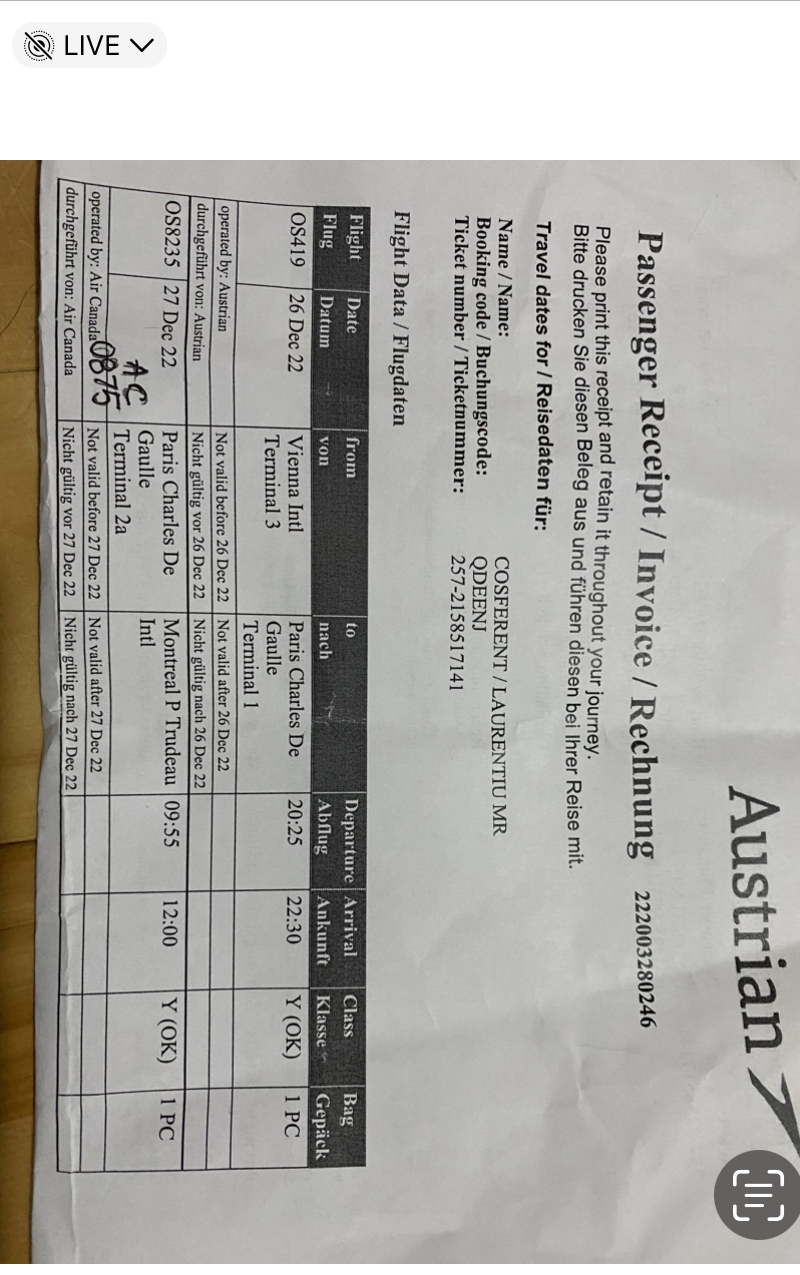 LIVE
Austrian
Passenger Receipt / Invoice / Rechnung 222003280246
Please print this receipt and retain it throughout your journey.
Bitte drucken Sie diesen Beleg aus und führen diesen bei Ihrer Reise mit.
Travel dates for / Reisedaten für:
Name / Name: COSFERENT / LAURENTIU MR
Booking code / Buchungscode: QDEENJ
Ticket number / Ticketnummer: 257-2158517141
Flight Data / Flugdaten
Flight Date from to Departure Arrival Class Bag
Flug Datum von nach Abflug Ankunft Klasse Gepäck
OS419 26 Dec 22 Vienna Intl Paris Charles De 20:25 22:30 Y (OK) 1 PC
Terminal 3 Gaulle
Terminal 1
operated by: Austrian Not valid before 26 Dec 22 Not valid after 26 Dec 22
durchgeführt von: Austrian Nicht gültig vor 26 Dec 22 Nicht gültig nach 26 Dec 22
OS8235 27 Dec 22 Paris Charles De Montreal P Trudeau 09:55 12:00 Y (OK) 1 PC
Gaulle Intl
AC Terminal 2a
0875
operated by: Air Canada Not valid before 27 Dec 22 Not valid after 27 Dec 22
durchgeführt von: Air Canada Nicht gültig vor 27 Dec 22 Nicht gültig nach 27 Dec 22